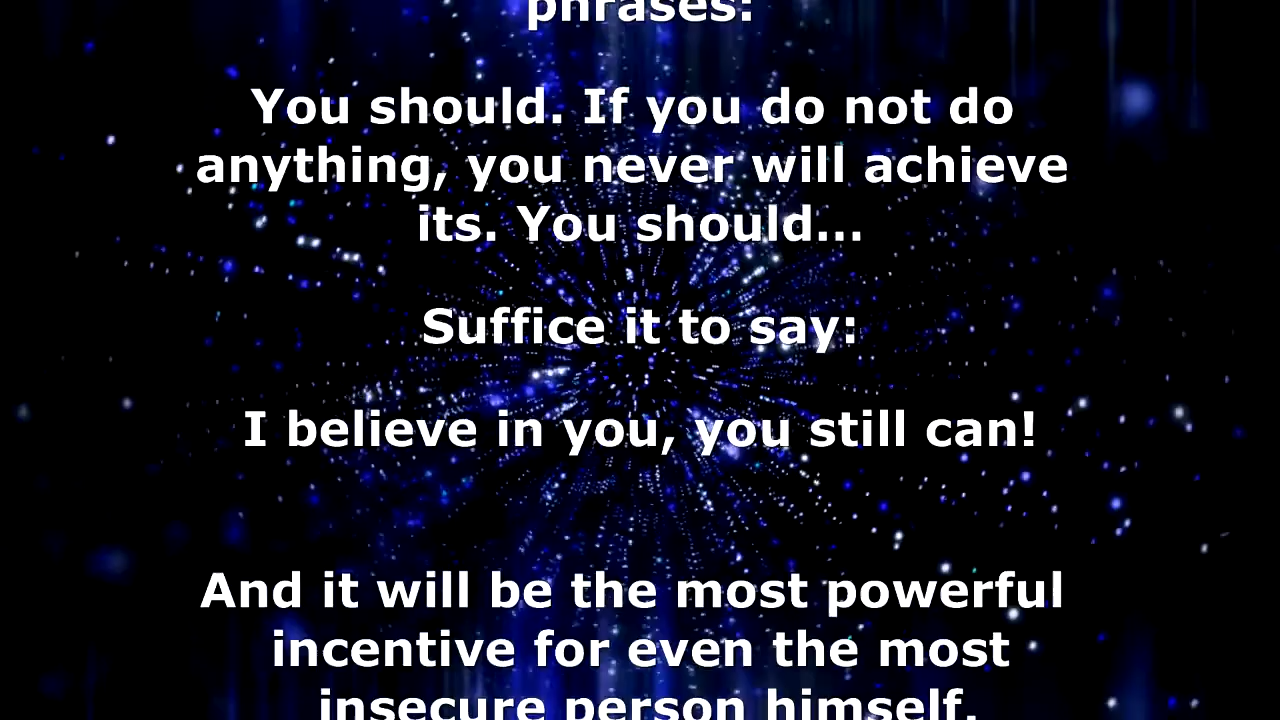 phrases:
You should. If you do not do
anything, you never will achieve
its. You should...
Suffice it to say:
I believe in you, you still can!
And it will be the most powerful
incentive for even the most
insecure person himself.